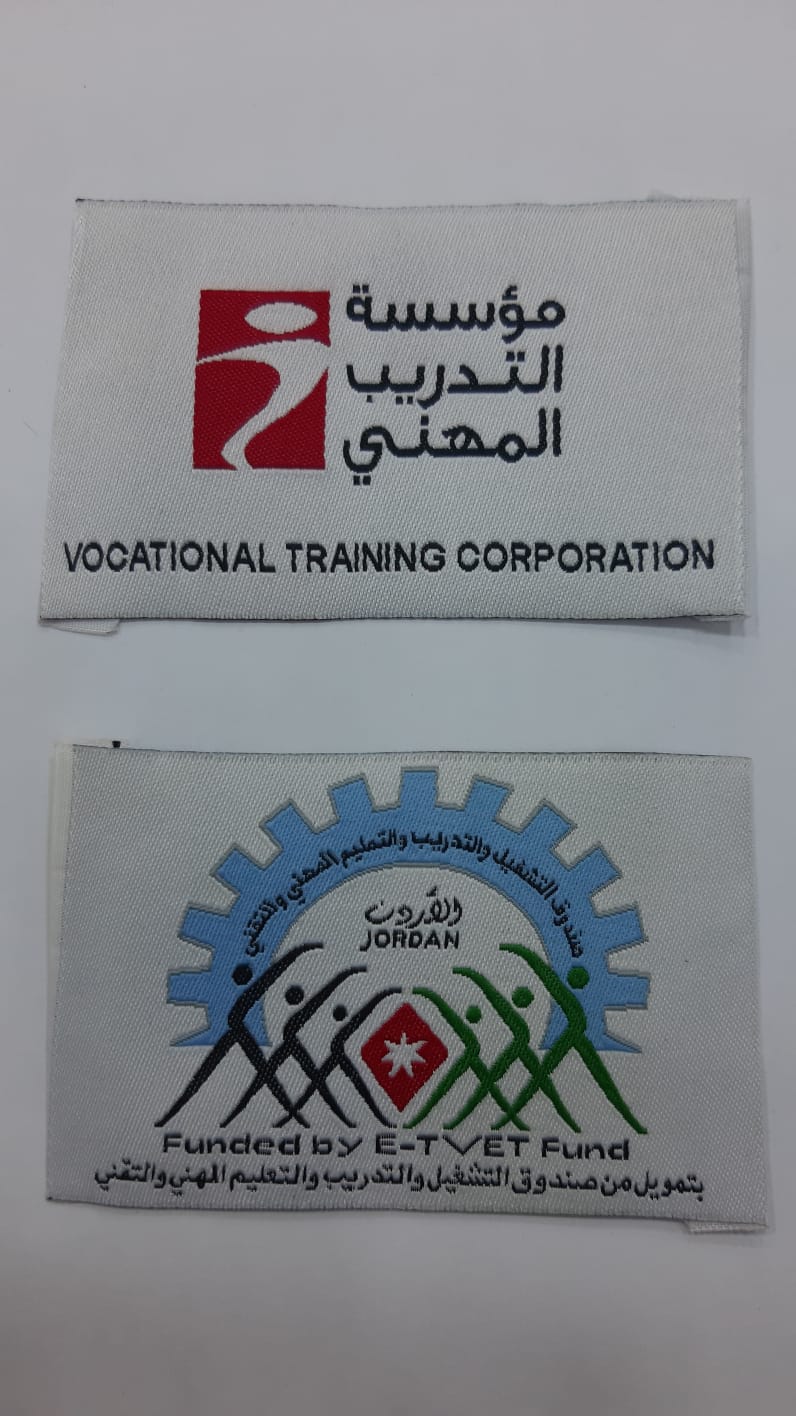 مؤسسة
التدريب
المهني
VOCATIONAL TRAINING CORPORATION
صندوق التشغيل والتدريب والتعليم المهني والتقني
الأردن
JORDAN
Funded by E-TVET Fund
بتمويل من صندوق التشغيل والتدريب والتعليم المهني والتقني